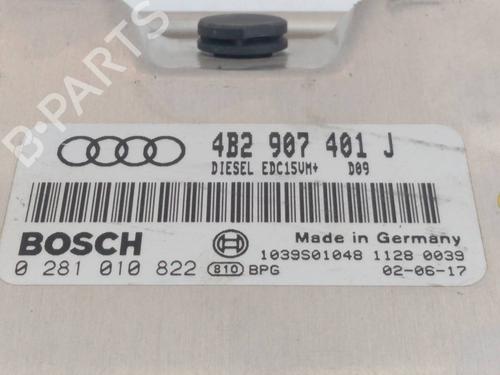 B-PARTS
4B2 907 401 J
DIESEL EDC15VM+ D09
BOSCH
Made in Germany
0 281 010 822 810 BPG
1039S01048 1128 0039
02-06-17